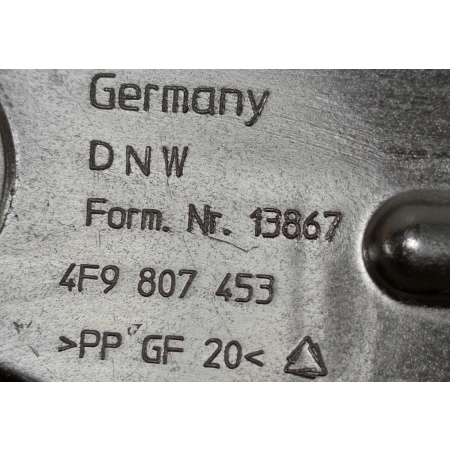 Germany
DNW
Form. Nr. 13867
4F9 807 453
>PP GF 20<